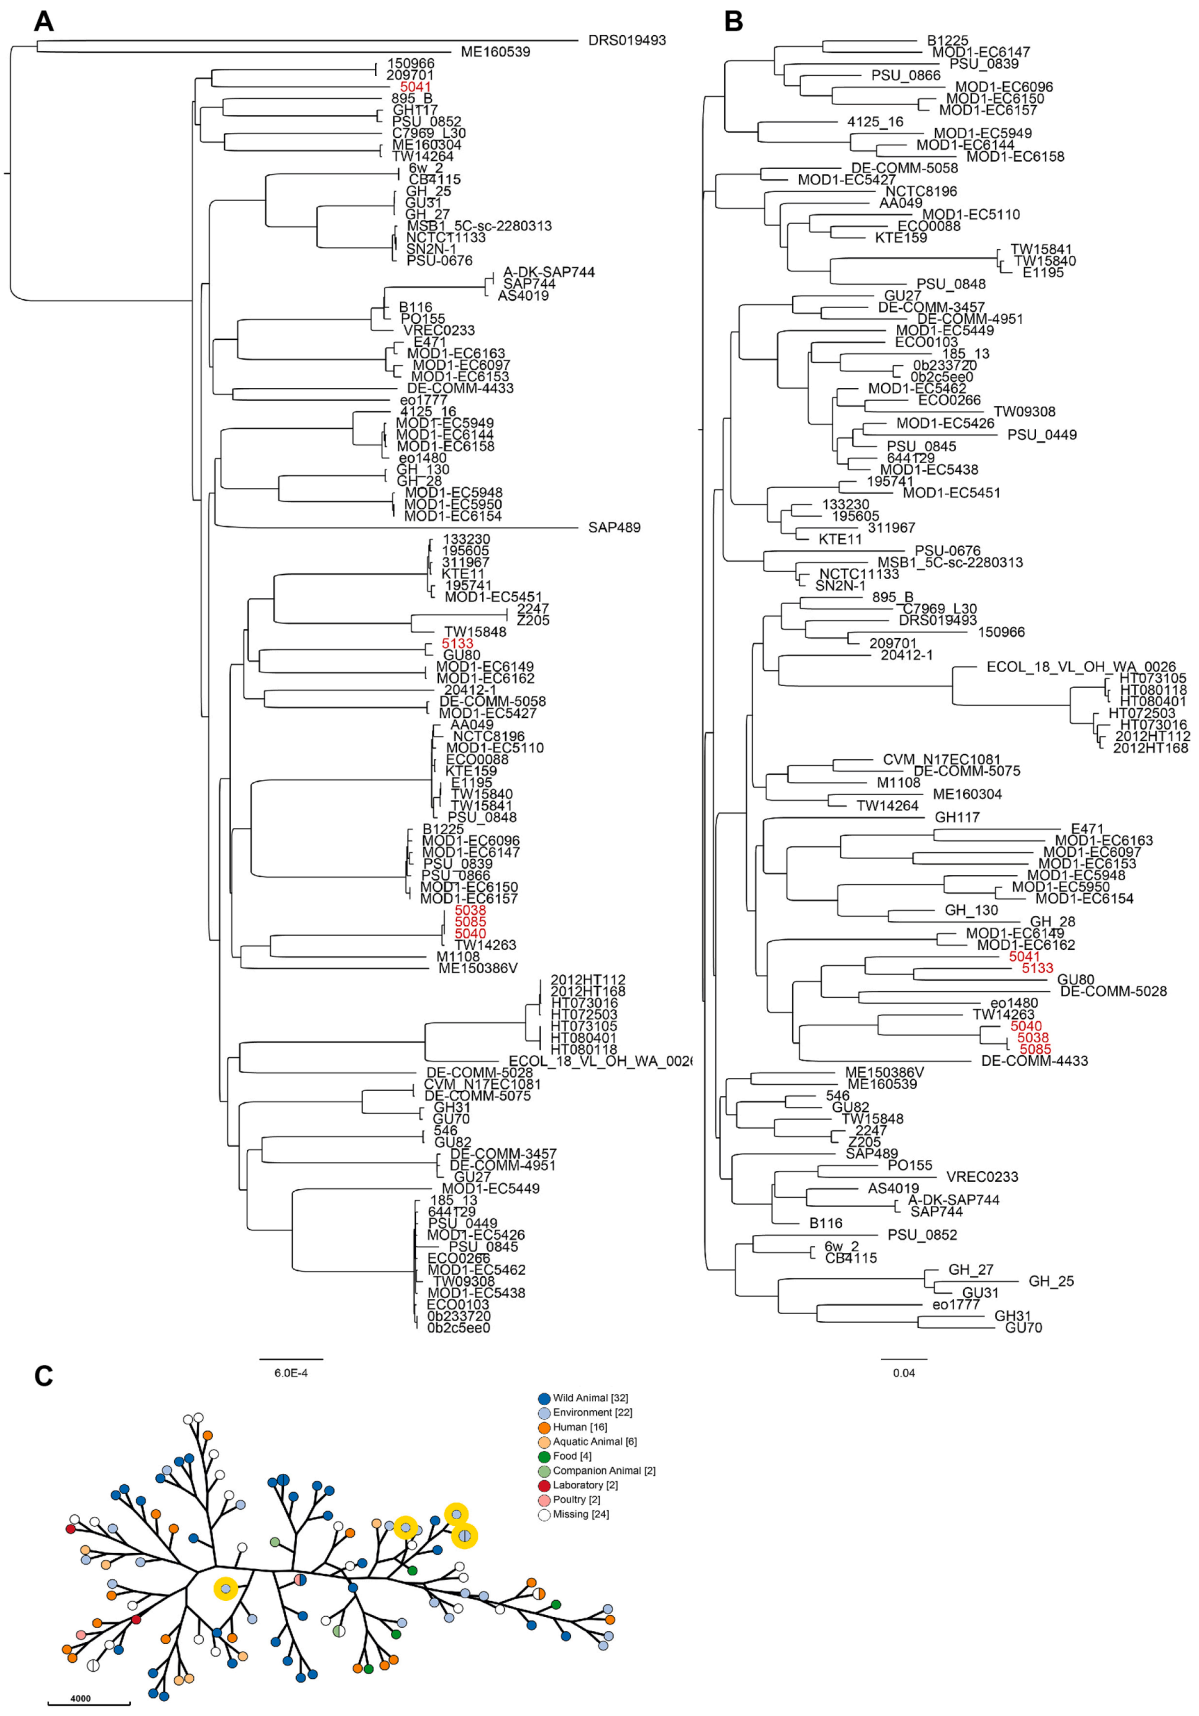 A
DRS019493
ME160539
150966
209701
5041
895_B
GH117
PSU_0852
C7969_L30
ME160304
TW14264
6w_2
CB4115
GH_25
GU31
GH_27
MSB1_5C-sc-2280313
NCTC11133
SN2N-1
PSU-0676
A-DK-SAP744
SAP744
AS4019
B116
PO155
VREC0233
E471
MOD1-EC6163
MOD1-EC6097
MOD1-EC6153
DE-COMM-4433
eo1777
4125_16
MOD1-EC5949
MOD1-EC6144
MOD1-EC6158
eo1480
GH_130
GH_28
MOD1-EC5948
MOD1-EC5950
MOD1-EC6154
SAP489
133230
195605
311967
KTE11
195741
MOD1-EC5451
2247
Z205
TW15848
5133
GU80
MOD1-EC6149
MOD1-EC6162
20412-1
DE-COMM-5058
MOD1-EC5427
AA049
NCTC8196
MOD1-EC5110
ECO0088
KTE159
E1195
TW15840
TW15841
PSU_0848
B1225
MOD1-EC6096
MOD1-EC6147
PSU_0839
PSU_0866
MOD1-EC6150
MOD1-EC6157
5038
5085
5040
TW14263
M1108
ME150386V
2012HT112
2012HT168
HT073016
HT072503
HT073105
HT080401
HT080118
ECOL_18_VL_OH_WA_0026
DE-COMM-5028
CVM_N17EC1081
DE-COMM-5075
GH31
GU70
546
GU82
DE-COMM-3457
DE-COMM-4951
GU27
MOD1-EC5449
185_13
644129
PSU_0449
MOD1-EC5426
PSU_0845
ECO0266
MOD1-EC5462
TW09308
MOD1-EC5438
ECO0103
0b233720
0b2c5ee0
6.0E-4
B
B1225
MOD1-EC6147
PSU_0839
PSU_0866
MOD1-EC6096
MOD1-EC6150
MOD1-EC6157
4125_16
MOD1-EC5949
MOD1-EC6144
MOD1-EC6158
DE-COMM-5058
MOD1-EC5427
NCTC8196
AA049
MOD1-EC5110
ECO0088
KTE159
TW15841
TW15840
E1195
PSU_0848
GU27
DE-COMM-3457
DE-COMM-4951
MOD1-EC5449
ECO0103
185_13
0b233720
0b2c5ee0
MOD1-EC5462
ECO0266
TW09308
MOD1-EC5426
PSU_0449
PSU_0845
644129
MOD1-EC5438
195741
MOD1-EC5451
133230
195605
311967
KTE11
PSU-0676
MSB1_5C-sc-2280313
NCTC11133
SN2N-1
895_B
C7969_L30
DRS019493
150966
209701
20412-1
ECOL_18_VL_OH_WA_0026
HT073105
HT080118
HT080401
HT072503
HT073016
2012HT112
2012HT168
CVM_N17EC1081
DE-COMM-5075
M1108
ME160304
TW14264
GH117
E471
MOD1-EC6163
MOD1-EC6097
MOD1-EC6153
MOD1-EC5948
MOD1-EC5950
MOD1-EC6154
GH_130
GH_28
MOD1-EC6149
MOD1-EC6162
5041
5133
GU80
DE-COMM-5028
eo1480
TW14263
5040
5038
5085
DE-COMM-4433
ME150386V
ME160539
546
GU82
TW15848
2247
Z205
SAP489
PO155
VREC0233
AS4019
A-DK-SAP744
SAP744
B116
PSU_0852
6w_2
CB4115
GH_27
GH_25
GU31
eo1777
GH31
GU70
0.04
C
Wild Animal [32]
Environment [22]
Human [16]
Aquatic Animal [6]
Food [4]
Companion Animal [2]
Laboratory [2]
Poultry [2]
Missing [24]
4000